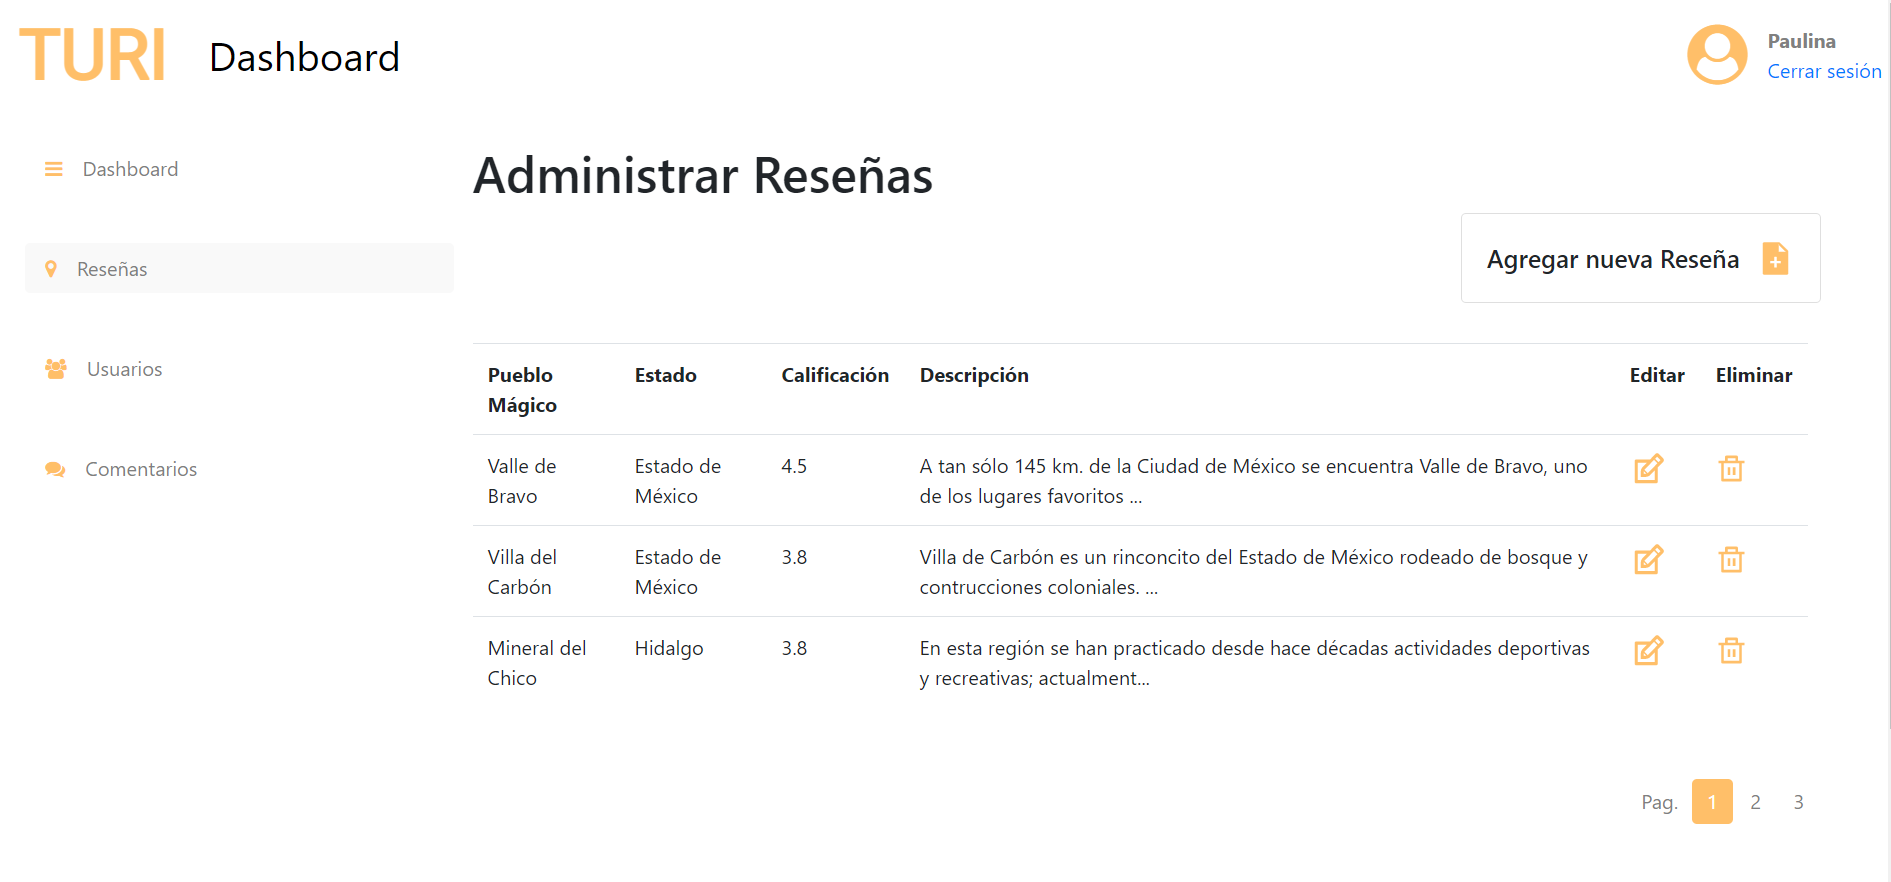 TURI
Dashboard
Paulina
Cerrar sesión
Dashboard
Reseñas
Usuarios
Comentarios
Administrar Reseñas
Agregar nueva Reseña
Pueblo Mágico Estado Calificación Descripción Editar Eliminar
Valle de Estado de 4.5 A tan sólo 145 km. de la Ciudad de México se encuentra Valle de Bravo, uno
Bravo México de los lugares favoritos ...
Villa del Estado de 3.8 Villa de Carbón es un rinconcito del Estado de México rodeado de bosque y
Carbón México contrucciones coloniales. ...
Mineral del Hidalgo 3.8 En esta región se han practicado desde hace décadas actividades deportivas
Chico y recreativas; actualment...
Pag. 1 2 3